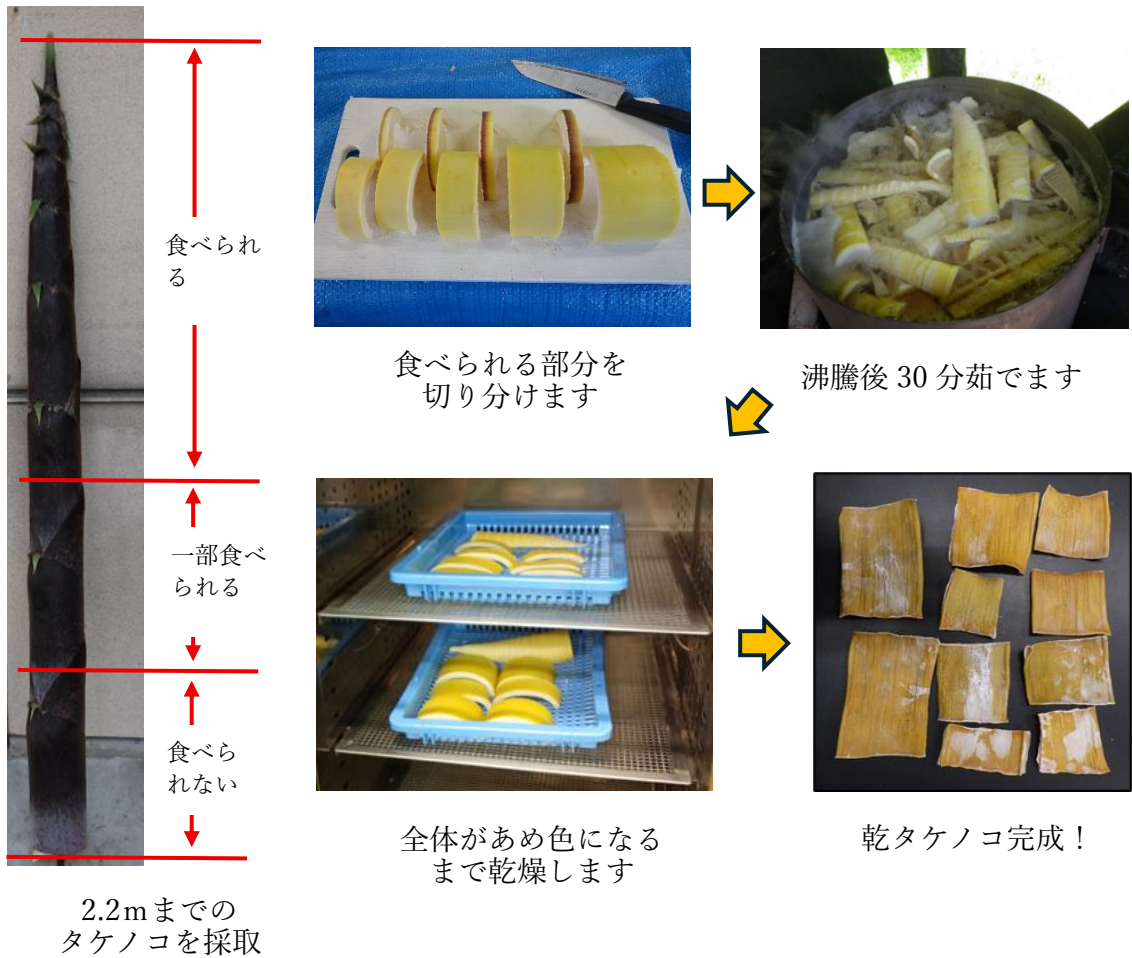 食べられ
る
一部食べ
られる
食べら
れない
2.2mまでの
タケノコを採取
食べられる部分を
切り分けます
沸騰後 30 分茹でます
全体があめ色になる
まで乾燥します
乾タケノコ完成！